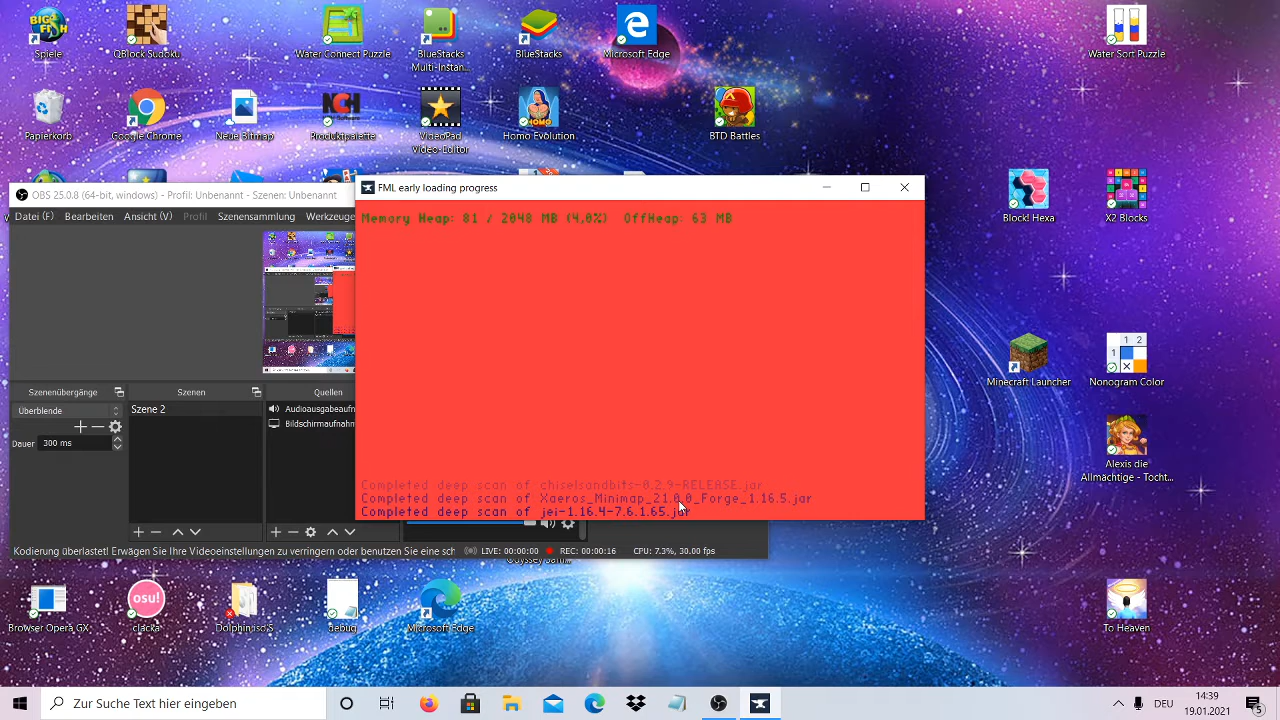 Spiele
QBlock Sudoku
Water Connect Puzzle
BlueStacks
Multi-Instan...
BlueStacks
Microsoft Edge
Water Sort Puzzle
Papierkorb
Google Chrome
Neue Bitmap
NCH Software
Produktpalette
VideoPad
Video-Editor
Homo Evolution
BTD Battles
OBS 25.0.8 (64-bit, windows) - Profil: Unbenannt - Szenen: Unbenannt
FML early loading progress
Block! Hexa
X2 Blocks
Datei (F)
Bearbeiten
Ansicht (V)
Profil
Szenensammlung
Werkzeuge
Memory Heap: 81 / 2048 MB (4,0%) OffHeap: 63 MB
Minecraft Launcher
Nonogram Color
Szenenübergänge
Szenen
Quellen
Überblende
Szene 2
Audioausgabeaufn
Bildschirmaufnahm
Dauer
300 ms
Alexis die
Almighty - Tocht...
Completed deep scan of chiselsandbits-0.2.9-RELEASE.jar
Completed deep scan of Xaeros_Minimap_21.0.0_Forge_1.16.5.jar
Completed deep scan of jei-1.16.4-7.6.1.65.jar
Kodierung überlastet! Erwägen Sie Ihre Videoeinstellungen zu verringern oder benutzen Sie eine sch
LIVE: 00:00:00
REC: 00:00:16
CPU: 7.3%, 30.00 fps
Browser Opera GX
osu!
clacka
Dolphintiso S
debug
Microsoft Edge
To Heaven
Zur Suche Text hier eingeben
DEU
14:39
19.01.2021
5